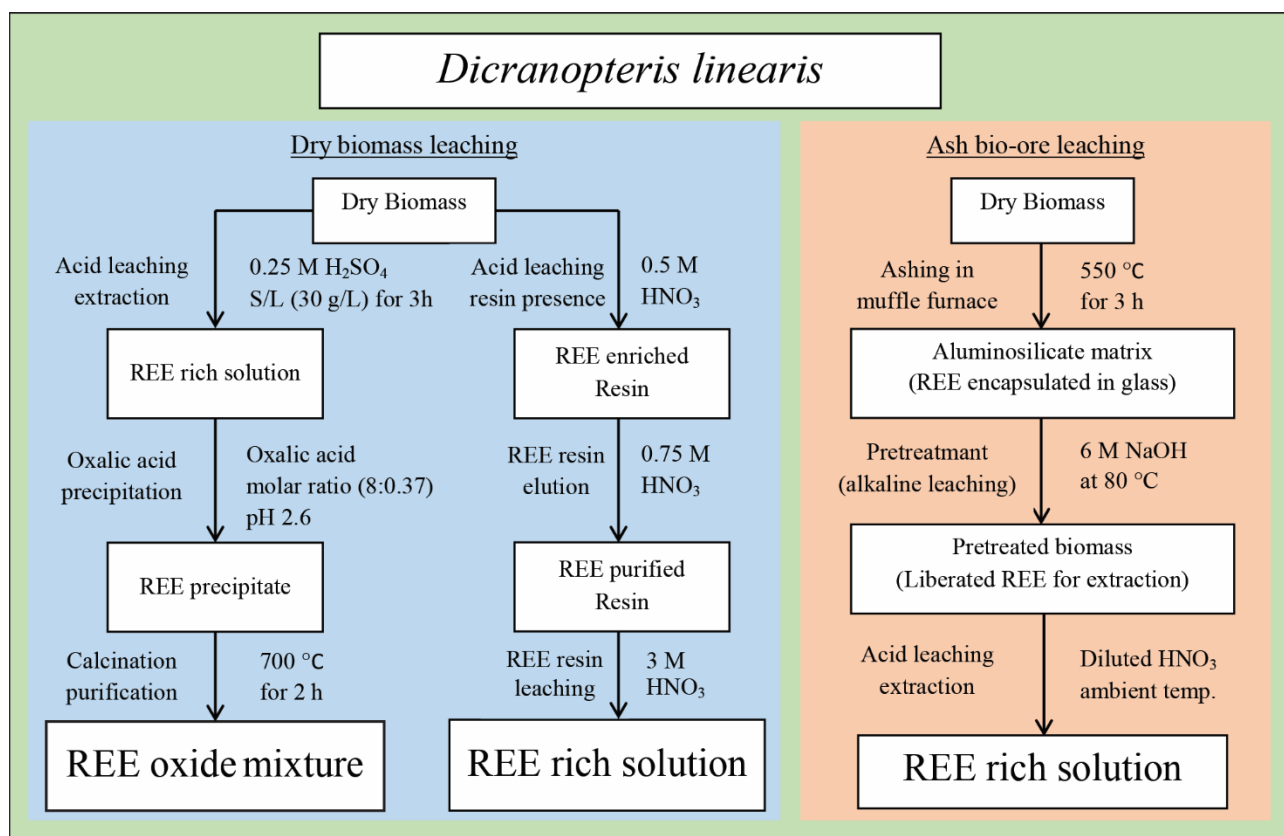 Dicranopteris linearis
Dry biomass leaching
Dry Biomass
Acid leaching
extraction
0.25 M H₂SO₄
S/L (30 g/L) for 3h
REE rich solution
Oxalic acid
precipitation
Oxalic acid
molar ratio (8:0.37)
pH 2.6
REE precipitate
Calcination
purification
700 °C
for 2 h
REE oxide mixture
Acid leaching
resin presence
0.5 M
HNO₃
REE enriched
Resin
REE resin
elution
0.75 M
HNO₃
REE purified
Resin
REE resin
leaching
3 M
HNO₃
REE rich solution
Ash bio-ore leaching
Dry Biomass
Ashing in
muffle furnace
550 °C
for 3 h
Aluminosilicate matrix
(REE encapsulated in glass)
Pretreatmant
(alkaline leaching)
6 M NaOH
at 80 °C
Pretreated biomass
(Liberated REE for extraction)
Acid leaching
extraction
Diluted HNO₃
ambient temp.
REE rich solution